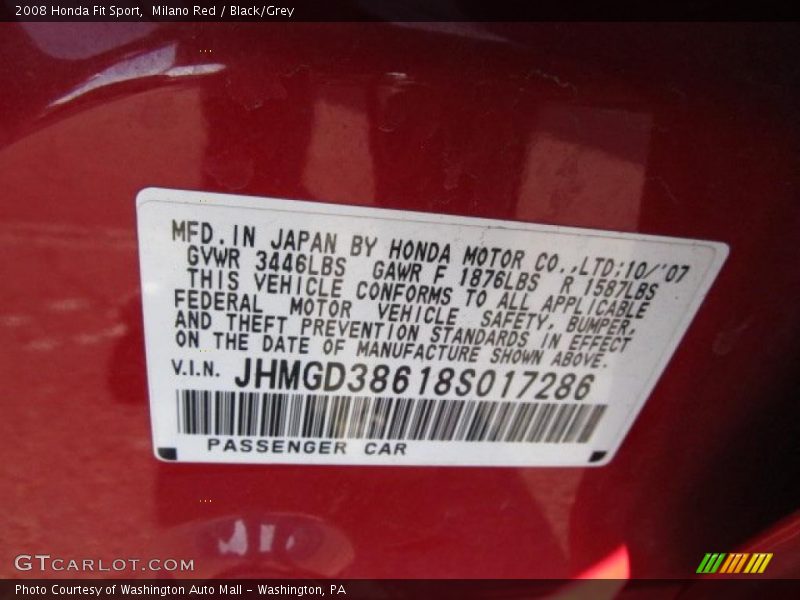 2008 Honda Fit Sport,  Milano Red / Black/Grey
MFD. IN JAPAN BY HONDA MOTOR CO.,LTD;10/'07
GVWR 3446LBS GAWR F 1876LBS R 1587LBS
THIS VEHICLE CONFORMS TO ALL APPLICABLE
FEDERAL MOTOR VEHICLE SAFETY, BUMPER,
AND THEFT PREVENTION STANDARDS IN EFFECT
ON THE DATE OF MANUFACTURE SHOWN ABOVE.
V.I.N. JHMGD38618S017286
PASSENGER CAR
GTCARLOT.COM
Photo Courtesy of Washington Auto Mall - Washington, PA